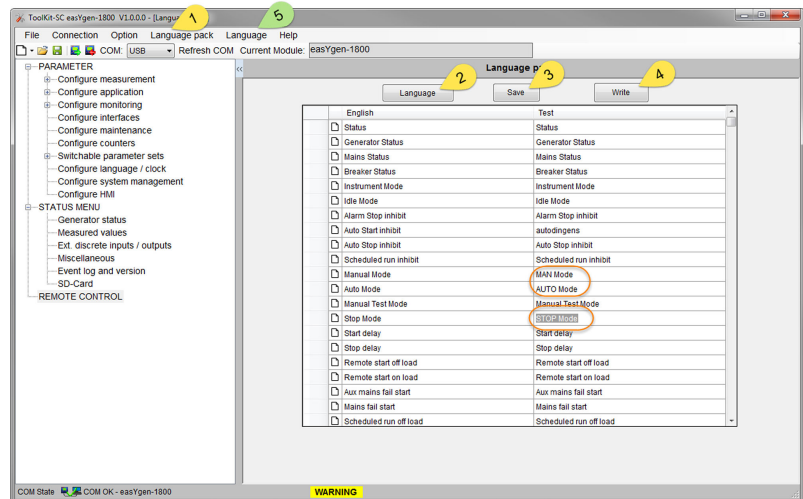 ToolKit-SC easYgen-1800 V1.0.0.0 - [Langua
1
5
File Connection Option Language pack Language Help
COM: USB Refresh COM Current Module: easYgen-1800
PARAMETER
Configure measurement
Configure application
Configure monitoring
Configure interfaces
Configure maintenance
Configure counters
Switchable parameter sets
Configure language / clock
Configure system management
Configure HMI
STATUS MENU
Generator status
Measured values
Ext. discrete inputs / outputs
Miscellaneous
Event log and version
SD-Card
REMOTE CONTROL
<<
Language p
2
3
4
Language Save Write
English Test
Status Status
Generator Status Generator Status
Mains Status Mains Status
Breaker Status Breaker Status
Instrument Mode Instrument Mode
Idle Mode Idle Mode
Alarm Stop inhibit Alarm Stop inhibit
Auto Start inhibit autodingens
Auto Stop inhibit Auto Stop inhibit
Scheduled run inhibit Scheduled run inhibit
Manual Mode MAN Mode
Auto Mode AUTO Mode
Manual Test Mode Manual Test Mode
Stop Mode STOP Mode
Start delay Start delay
Stop delay Stop delay
Remote start off load Remote start off load
Remote start on load Remote start on load
Aux mains fail start Aux mains fail start
Mains fail start Mains fail start
Scheduled run off load Scheduled run off load
COM State COM OK - easYgen-1800 WARNING